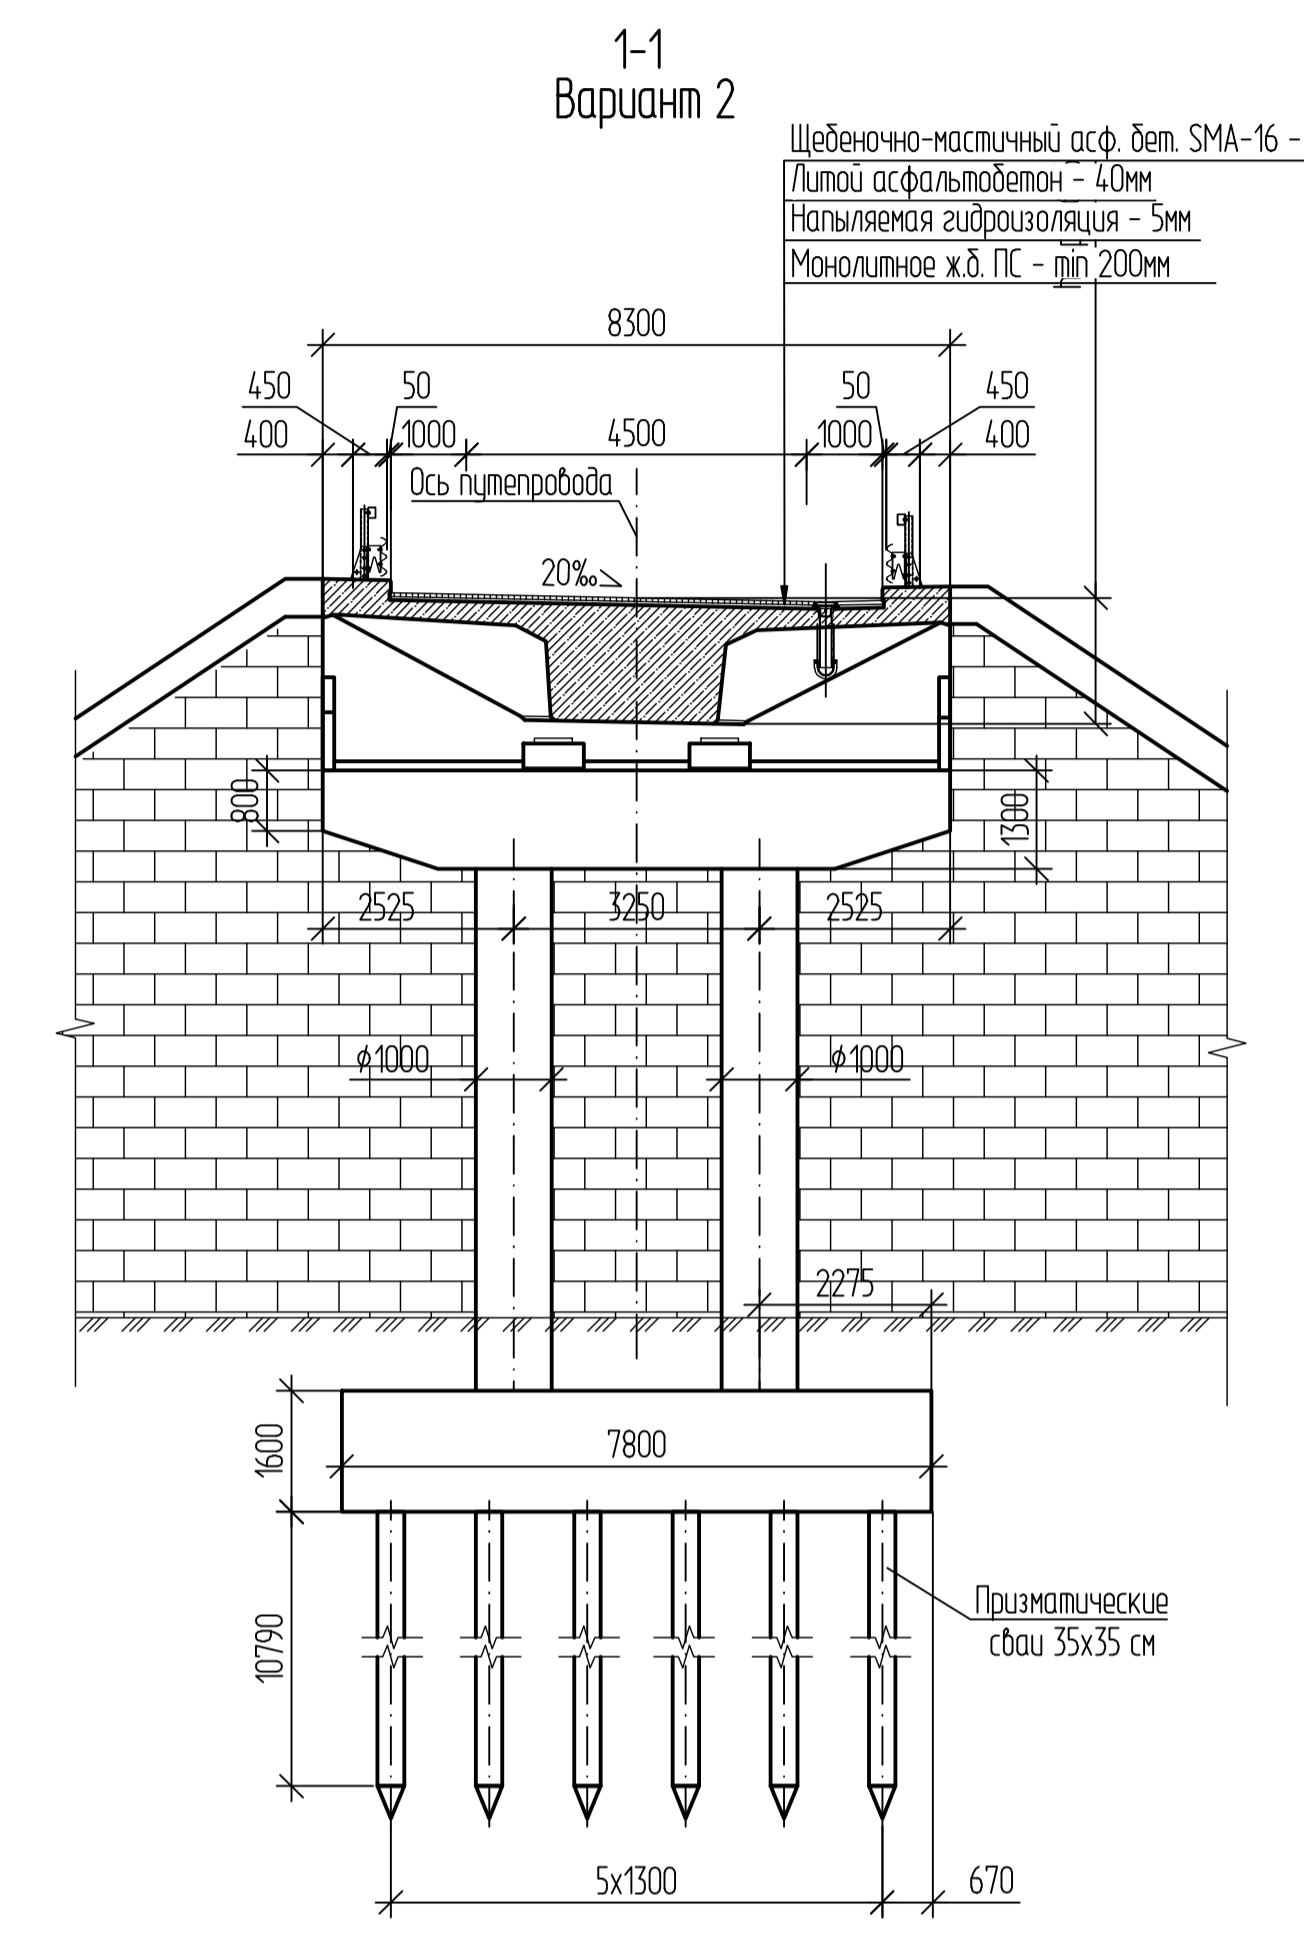 1-1
Вариант 2
Щебеночно-мастичный асф. бет. SMA-16 -
Литой асфальтобетон - 40мм
Напыляемая гидроизоляция - 5мм
Монолитное ж.б. ПС - min 200мм
8300
450 50 50 450
400 1000 4500 1000 400
Ось путепровода
20‰
800
1300
2525 3250 2525
ϕ1000 ϕ1000
2275
1600
7800
10790
Призматические
сваи 35х35 см
5х1300 670